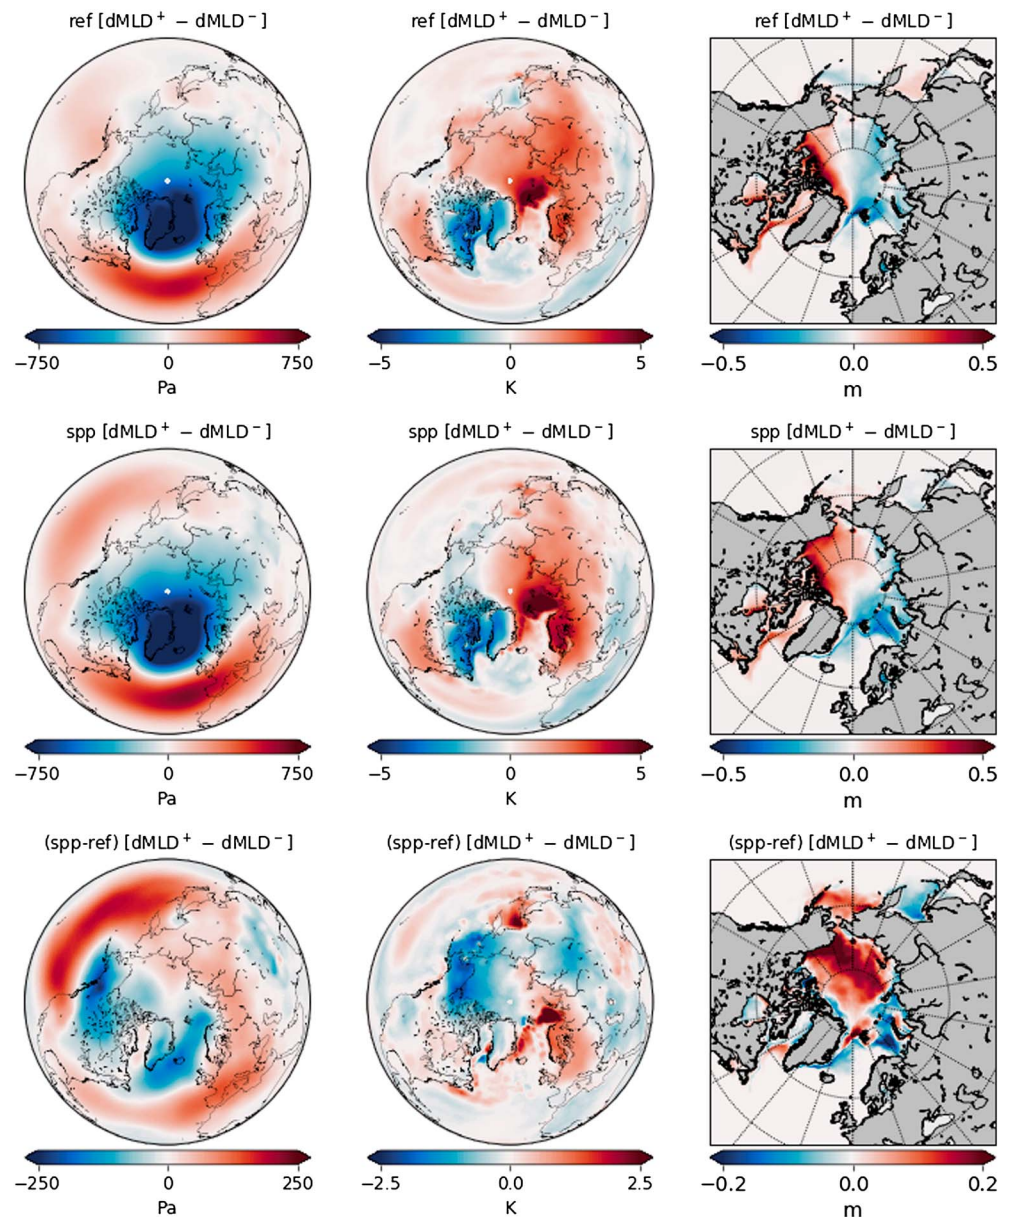 ref [dMLD⁺ − dMLD⁻]
ref [dMLD⁺ − dMLD⁻]
ref [dMLD⁺ − dMLD⁻]
−750 0 750
Pa
−5 0 5
K
−0.5 0.0 0.5
m
spp [dMLD⁺ − dMLD⁻]
spp [dMLD⁺ − dMLD⁻]
spp [dMLD⁺ − dMLD⁻]
−750 0 750
Pa
−5 0 5
K
−0.5 0.0 0.5
m
(spp-ref) [dMLD⁺ − dMLD⁻]
(spp-ref) [dMLD⁺ − dMLD⁻]
(spp-ref) [dMLD⁺ − dMLD⁻]
−250 0 250
Pa
−2.5 0.0 2.5
K
−0.2 0.0 0.2
m